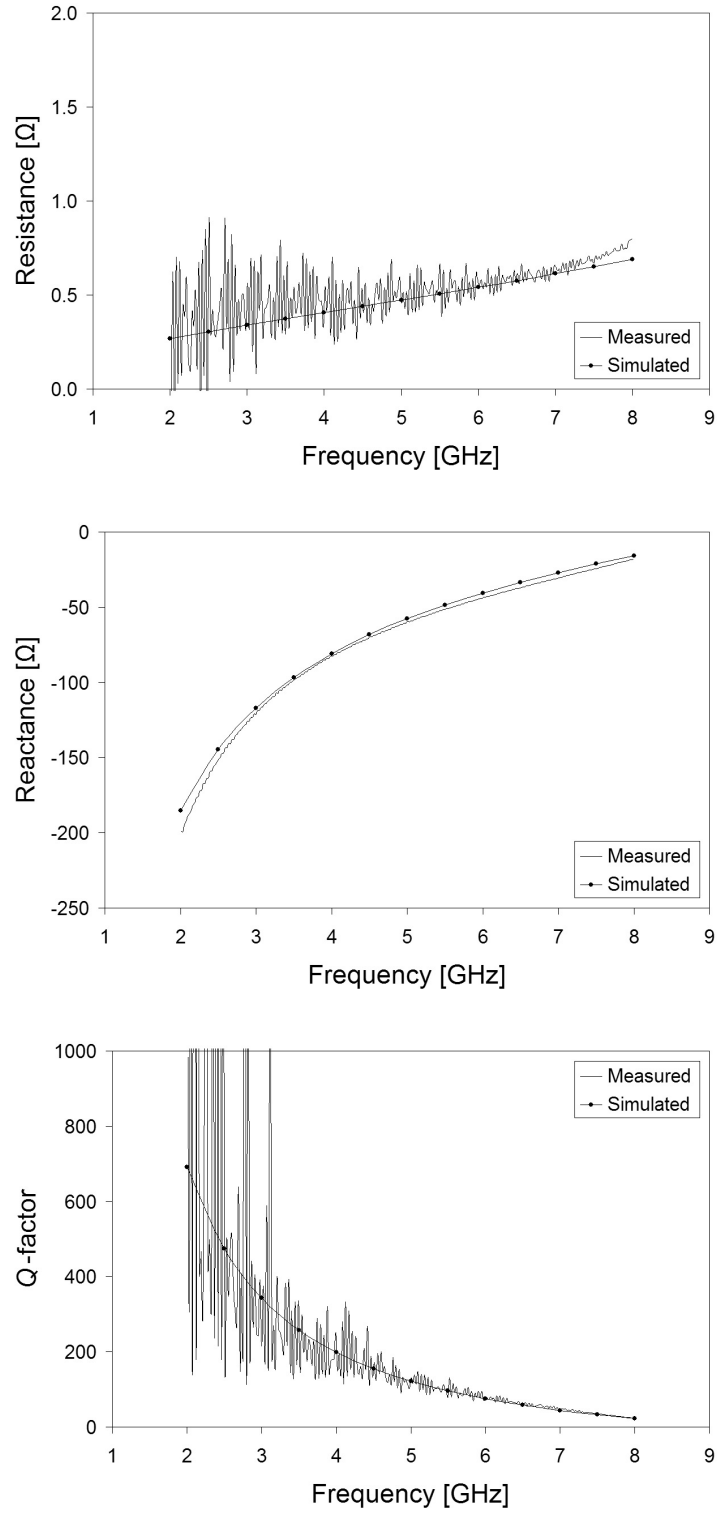 2.0
1.5
1.0
0.5
0.0
Resistance [Ω]
Measured
Simulated
1 2 3 4 5 6 7 8 9
Frequency [GHz]
0
-50
-100
-150
-200
-250
Reactance [Ω]
Measured
Simulated
1 2 3 4 5 6 7 8 9
Frequency [GHz]
1000
800
600
400
200
0
Q-factor
Measured
Simulated
1 2 3 4 5 6 7 8 9
Frequency [GHz]